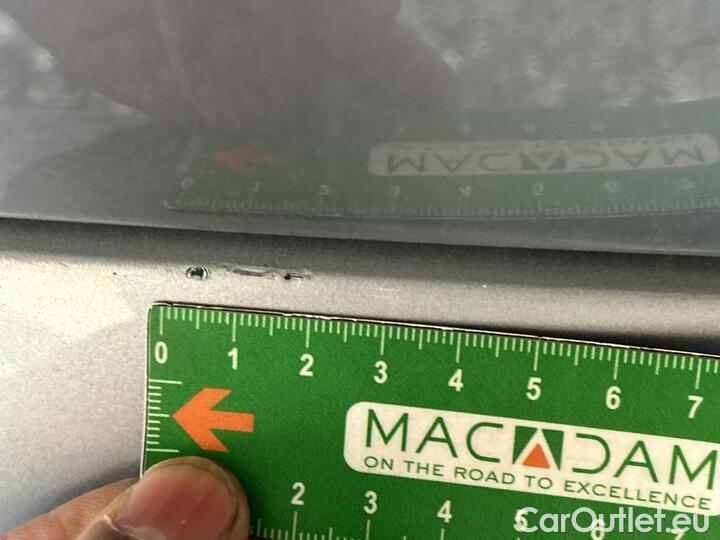 0 1 2 3 4 5 6 7
MACADAM
ON THE ROAD TO EXCELLENCE
2 3 4 5 6 7
CarOutlet.eu